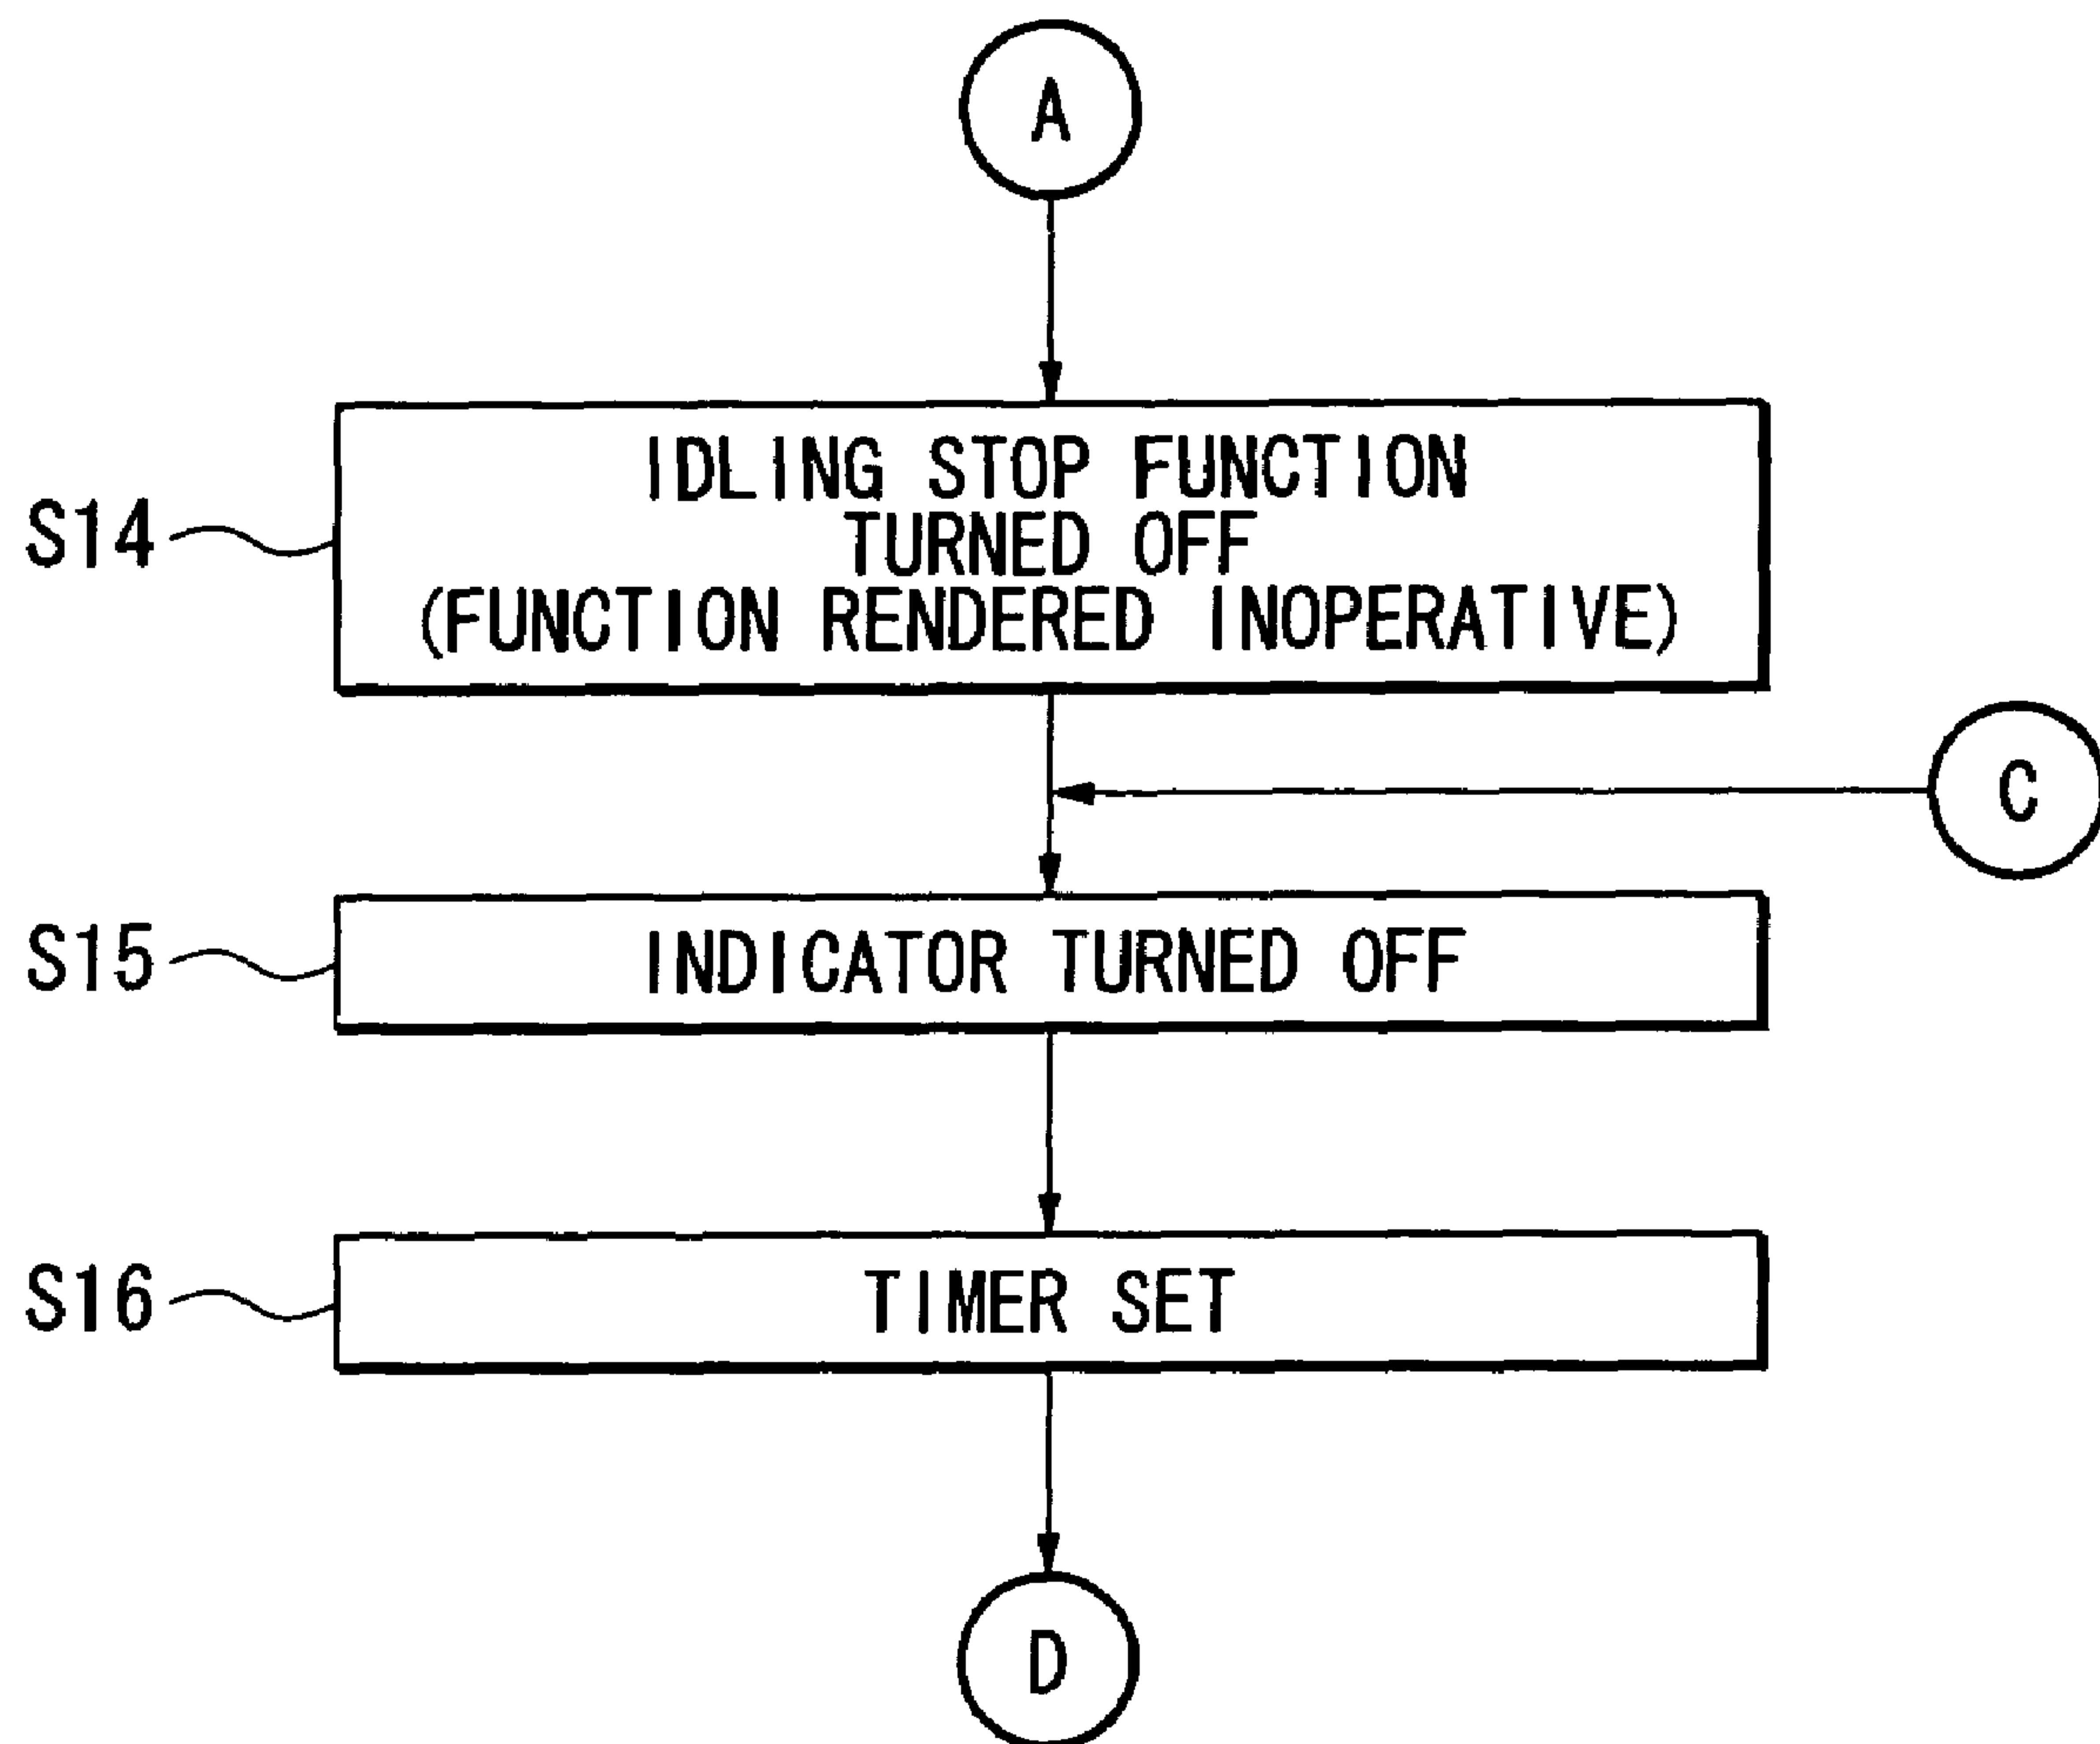 A
S14
IDLING STOP FUNCTION
TURNED OFF
(FUNCTION RENDERED INOPERATIVE)
C
S15
INDICATOR TURNED OFF
S16
TIMER SET
D